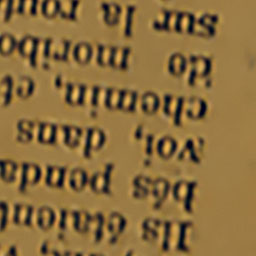 Ils étaient
bés penda
voi, dans
chemin, et
de moribo
sur la rout